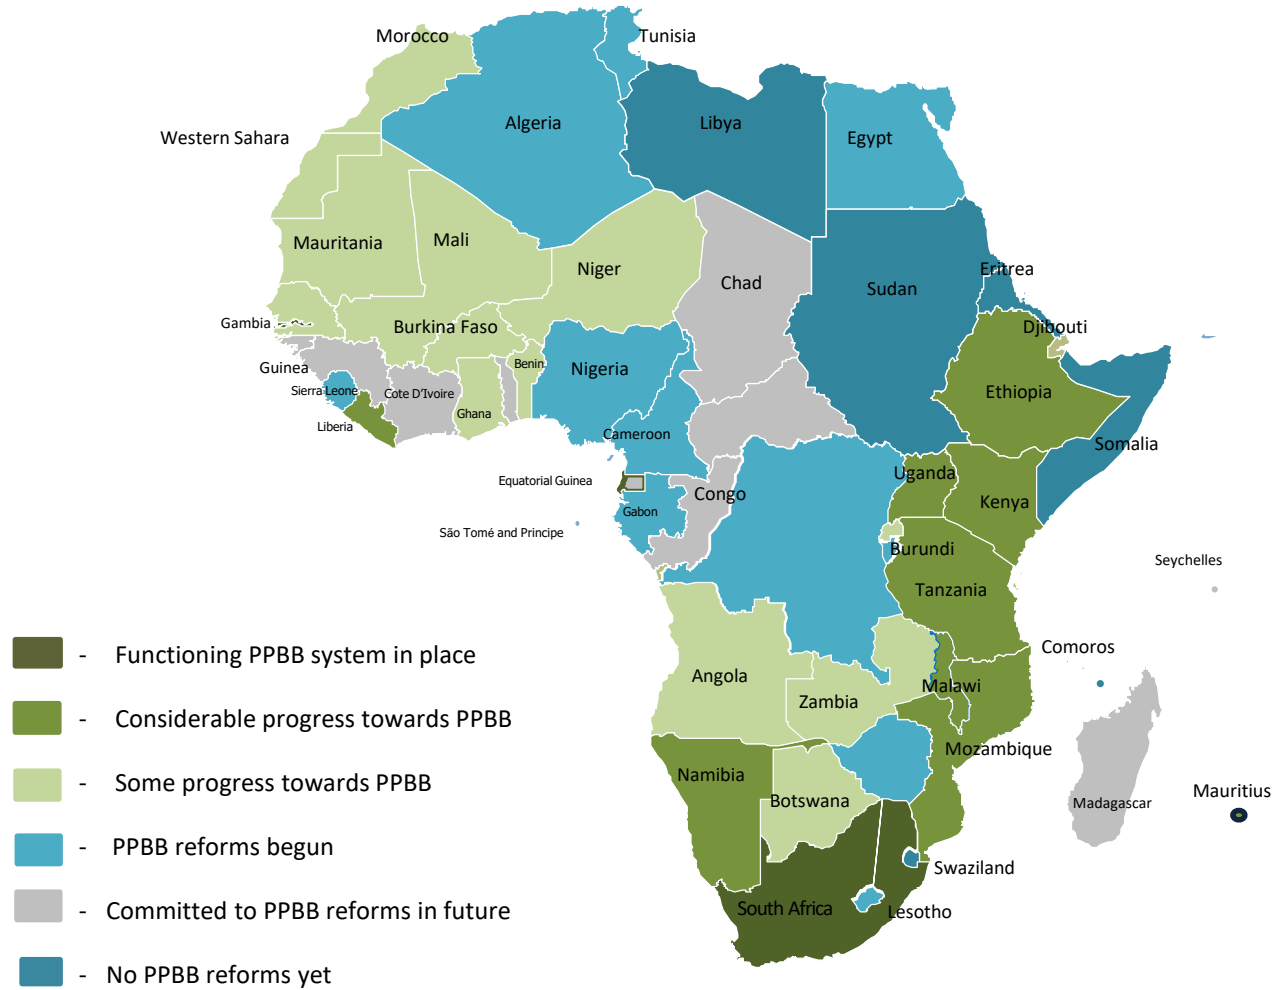 Morocco
Tunisia
Algeria
Libya
Western Sahara
Egypt
Mauritania
Mali
Niger
Chad
Sudan
Eritrea
Gambia
Burkina Faso
Djibouti
Guinea
Benin
Nigeria
Sierra Leone
Cote D'Ivoire
Ethiopia
Ghana
Liberia
Cameroon
Somalia
Equatorial Guinea
Congo
Uganda
Kenya
Gabon
São Tomé and Principe
Burundi
Seychelles
Tanzania
Comoros
Angola
Malawi
Zambia
Mozambique
Namibia
Botswana
Madagascar
Mauritius
Swaziland
South Africa
Lesotho
- Functioning PPBB system in place
- Considerable progress towards PPBB
- Some progress towards PPBB
- PPBB reforms begun
- Committed to PPBB reforms in future
- No PPBB reforms yet